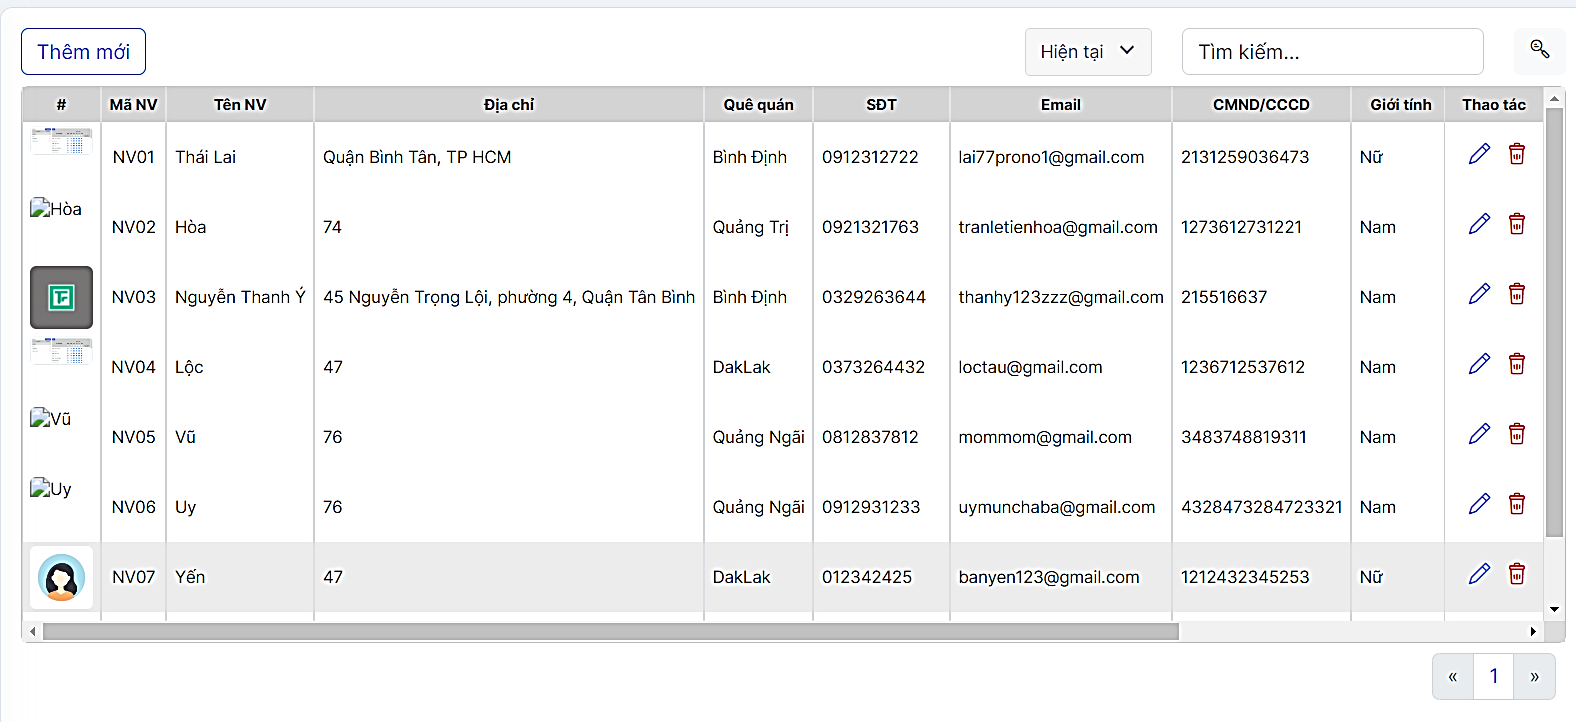 Thêm mới Hiện tại Tìm kiếm...
# Mã NV Tên NV Địa chỉ Quê quán SĐT Email CMND/CCCD Giới tính Thao tác
NV01 Thái Lai Quận Bình Tân, TP HCM Bình Định 0912312722 lai77prono1@gmail.com 2131259036473 Nữ
Hòa NV02 Hòa 74 Quảng Trị 0921321763 tranletienhoa@gmail.com 1273612731221 Nam
TF NV03 Nguyễn Thanh Ý 45 Nguyễn Trọng Lội, phường 4, Quận Tân Bình Bình Định 0329263644 thanhy123zzz@gmail.com 215516637 Nam
NV04 Lộc 47 DakLak 0373264432 loctau@gmail.com 1236712537612 Nam
Vũ NV05 Vũ 76 Quảng Ngãi 0812837812 mommom@gmail.com 3483748819311 Nam
Uy NV06 Uy 76 Quảng Ngãi 0912931233 uymunchaba@gmail.com 4328473284723321 Nam
NV07 Yến 47 DakLak 012342425 banyen123@gmail.com 1212432345253 Nữ
« 1 »